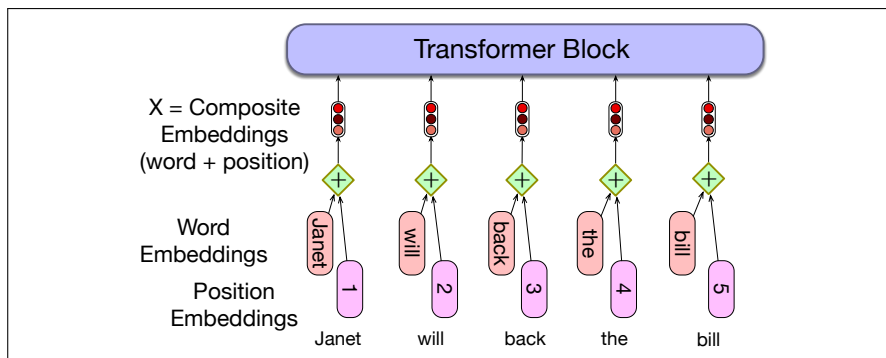 Transformer Block
X = Composite
Embeddings
(word + position)
+ + + + +
Word
Embeddings
Janet will back the bill
Position
Embeddings
1 2 3 4 5
Janet will back the bill